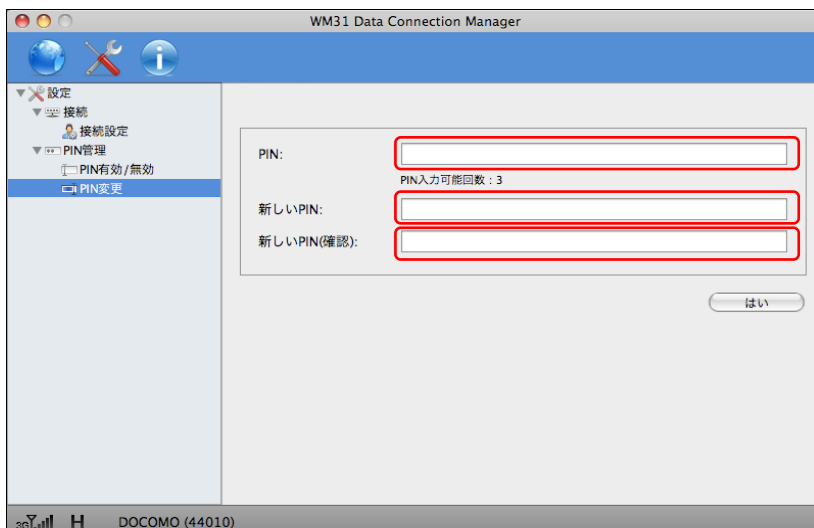 WM31 Data Connection Manager
設定
接続
接続設定
PIN管理
PIN有効/無効
PIN変更
PIN:
PIN入力可能回数：3
新しいPIN:
新しいPIN(確認):
はい
3G H DOCOMO (44010)